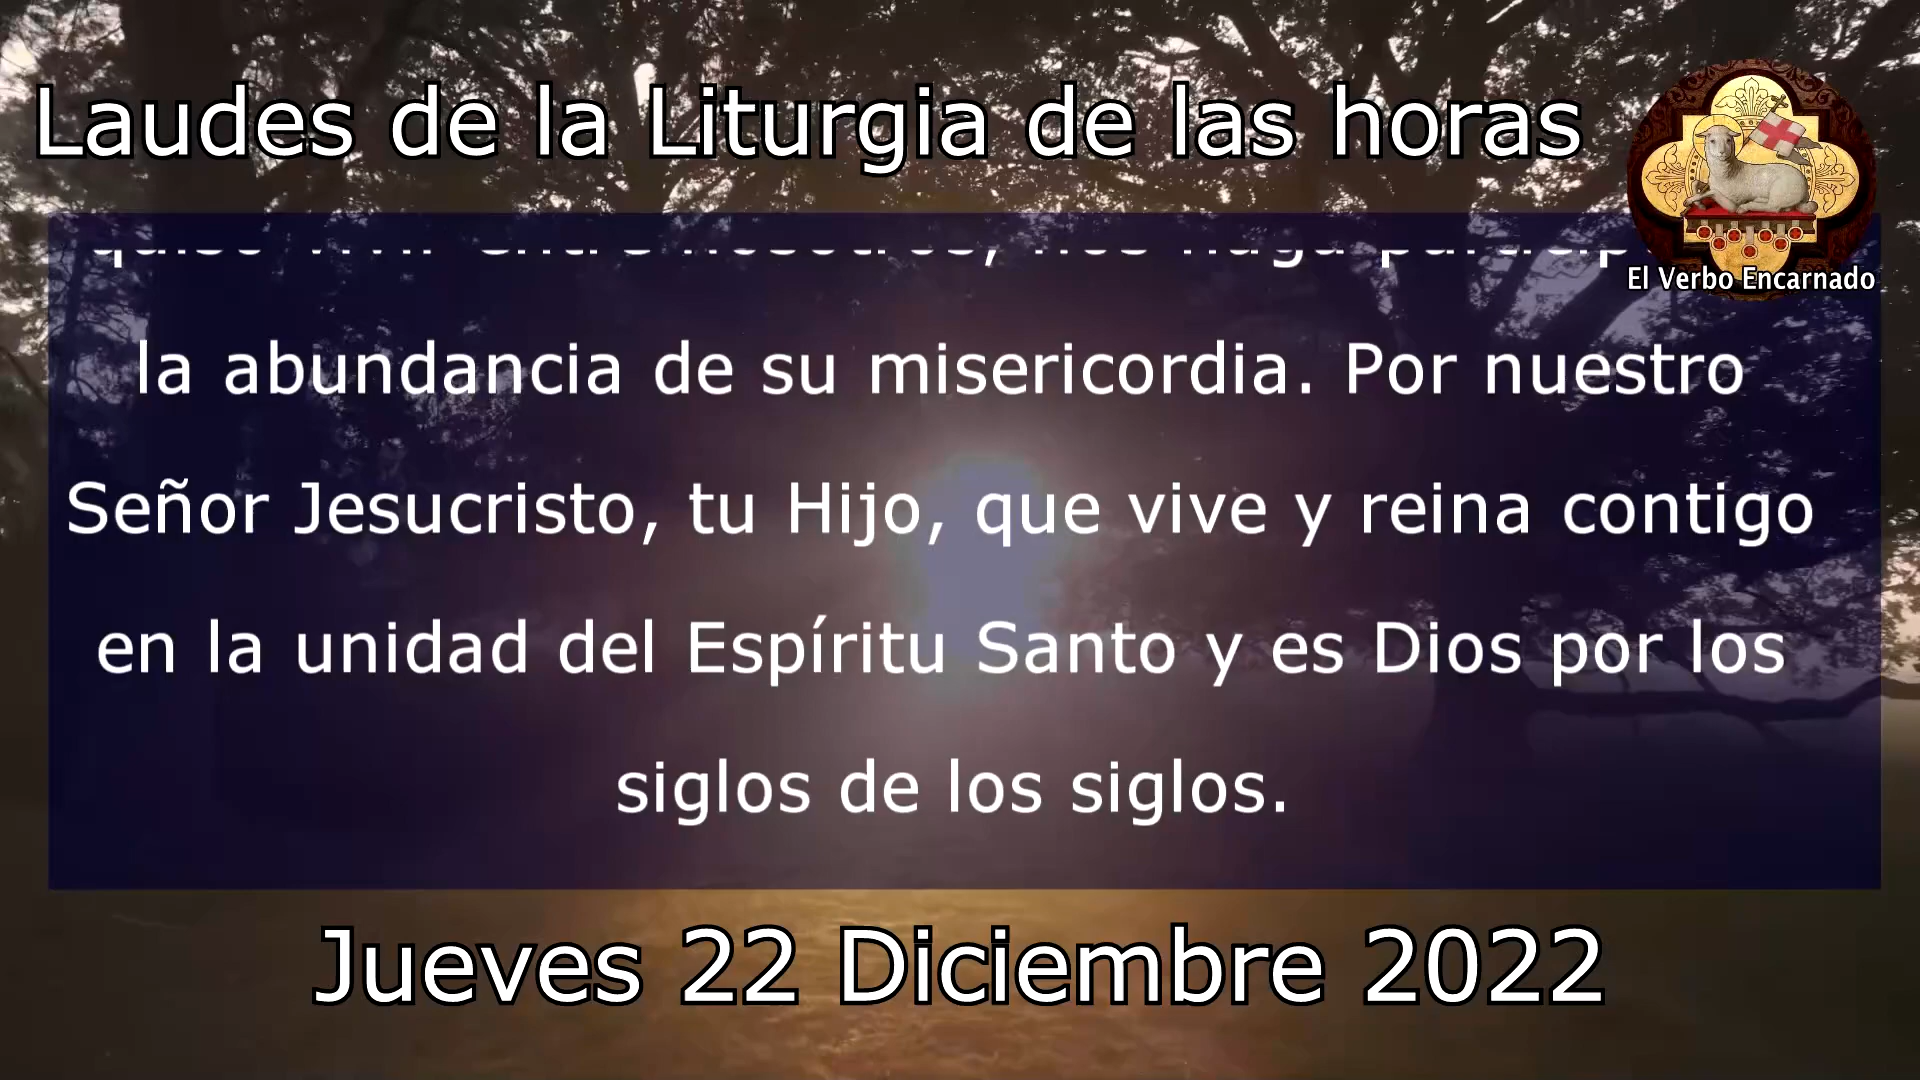 Laudes de la Liturgia de las horas
El Verbo Encarnado
la abundancia de su misericordia. Por nuestro
Señor Jesucristo, tu Hijo, que vive y reina contigo
en la unidad del Espíritu Santo y es Dios por los
siglos de los siglos.
Jueves 22 Diciembre 2022